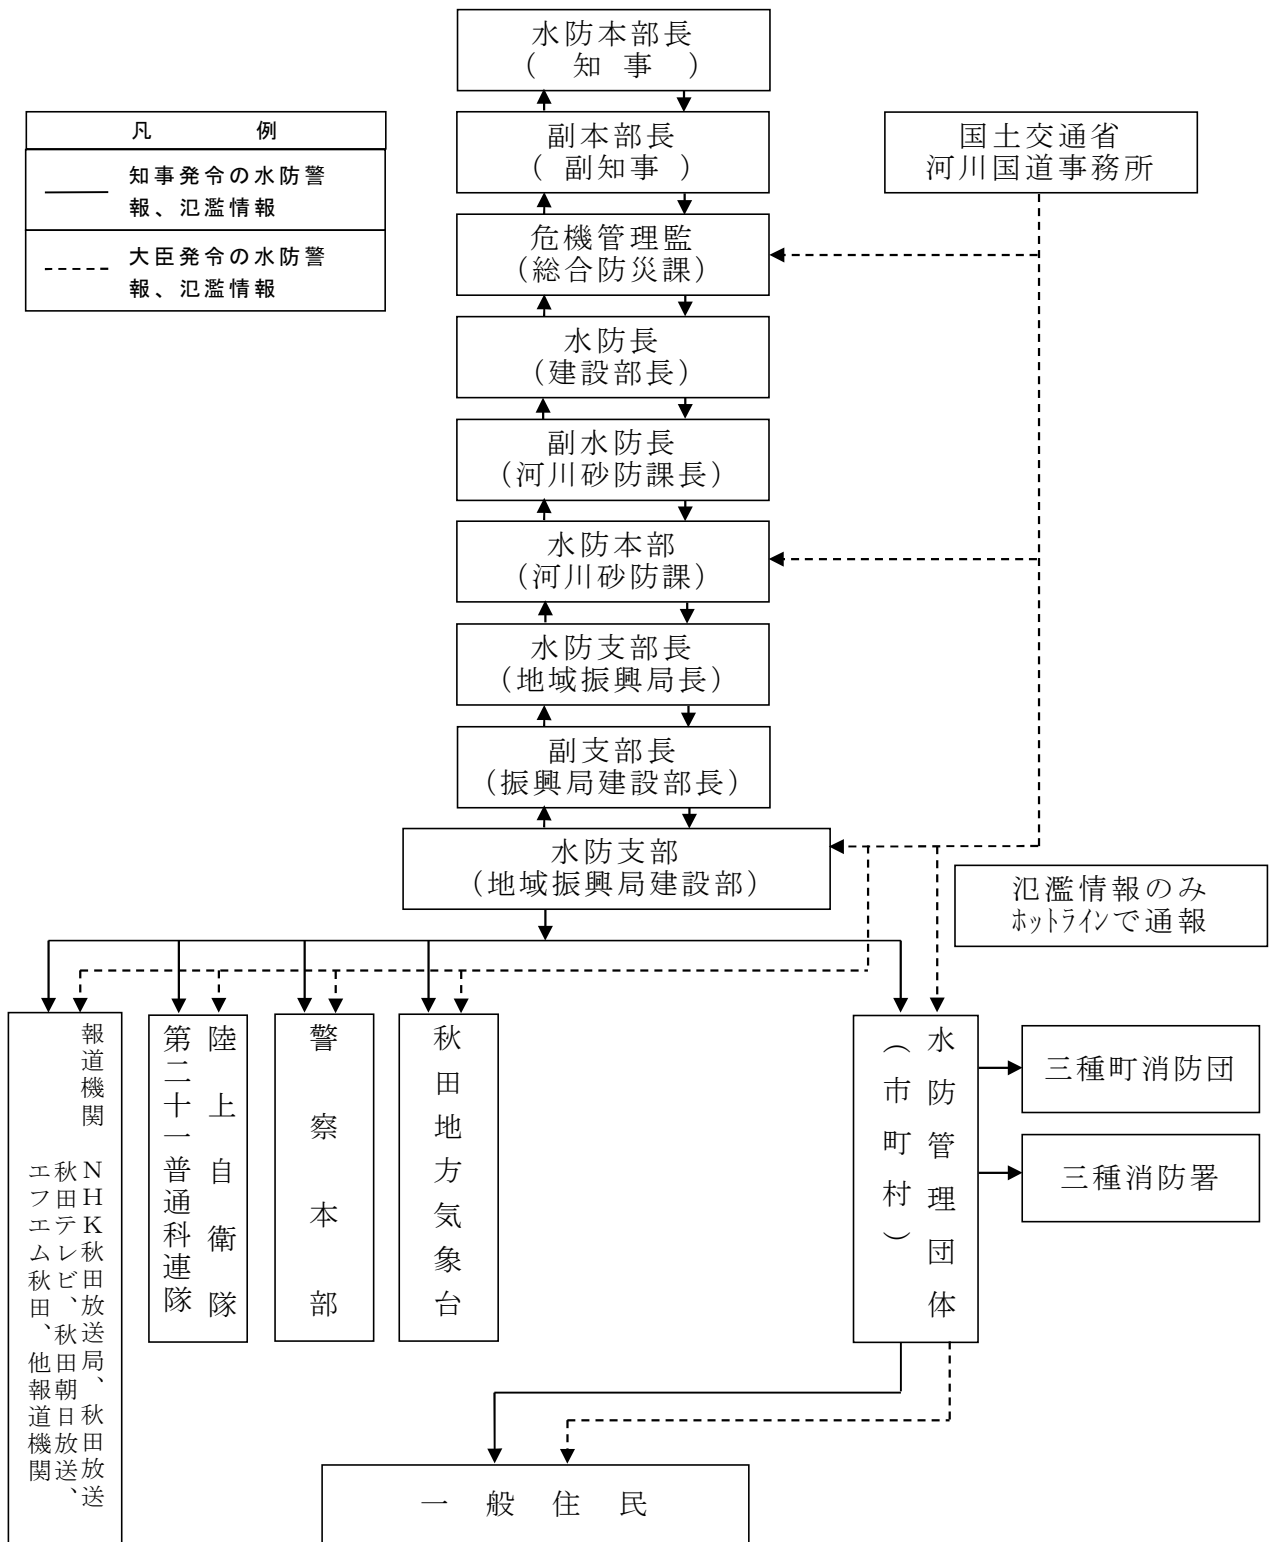 水防本部長
(　知　事　)
凡　例
知事発令の水防警
報、氾濫情報
大臣発令の水防警
報、氾濫情報
副本部長
(　副知事　)
国土交通省
河川国道事務所
危機管理監
(総合防災課)
水防長
(建設部長)
副水防長
(河川砂防課長)
水防本部
(河川砂防課)
水防支部長
(地域振興局長)
副支部長
(振興局建設部長)
水防支部
(地域振興局建設部)
氾濫情報のみ
ホットラインで通報
報道機関
NHK秋田放送局、秋田放送
秋田テレビ、秋田朝日放送、
エフエム秋田、他報道機関
陸上自衛隊
第二十一普通科連隊
警察本部
秋田地方気象台
水防管理団体
(市町村)
三種町消防団
三種消防署
一般住民